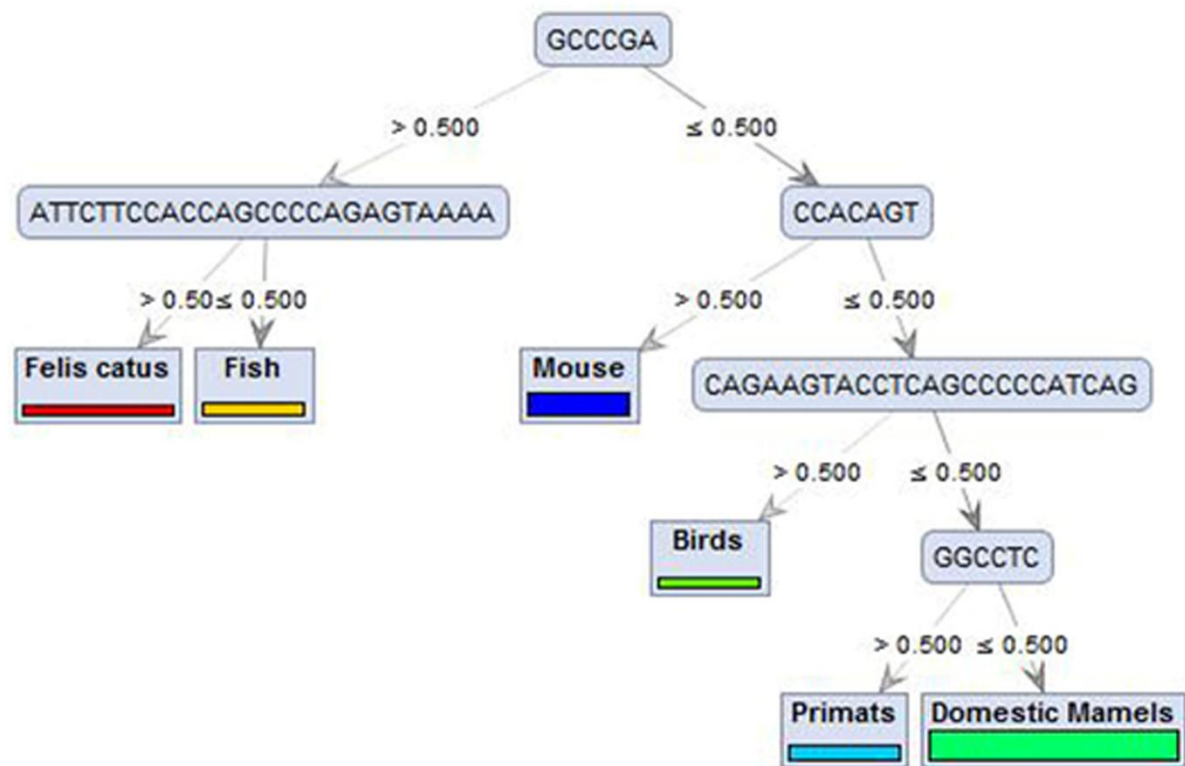 GCCCGA
> 0.500
≤ 0.500
ATTCTTCCACCAGCCCCAGAGTAAAA
CCACAGT
> 0.50
≤ 0.500
> 0.500
≤ 0.500
Felis catus
Fish
Mouse
CAGAAGTACCTCAGCCCCCATCAG
> 0.500
≤ 0.500
Birds
GGCCTC
> 0.500
≤ 0.500
Primats
Domestic Mamels